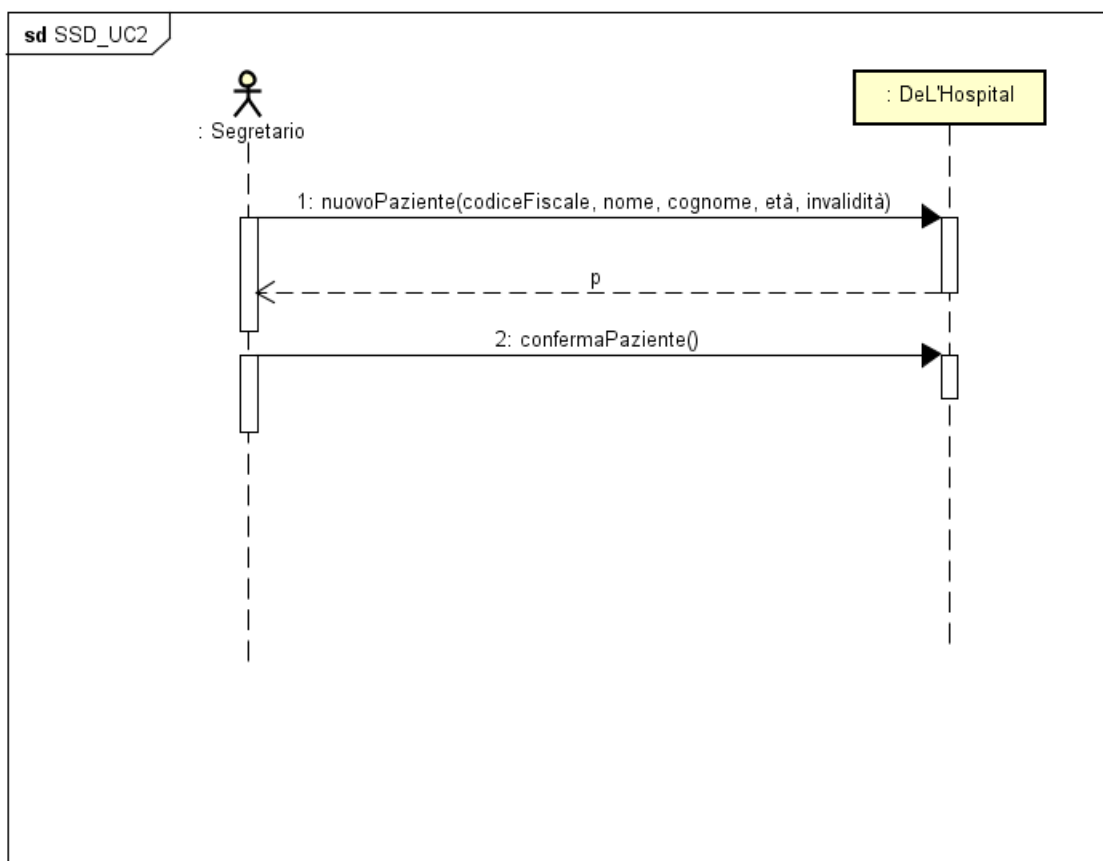 sd SSD_UC2
: Segretario
: DeL'Hospital
1: nuovoPaziente(codiceFiscale, nome, cognome, età, invalidità)
p
2: confermaPaziente()